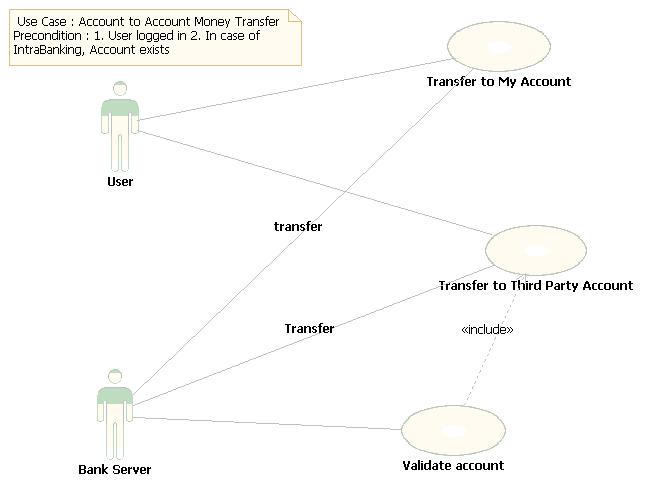 Use Case : Account to Account Money Transfer
Precondition : 1. User logged in 2. In case of
IntraBanking, Account exists
Transfer to My Account
User
transfer
Transfer to Third Party Account
Transfer
«include»
Bank Server
Validate account